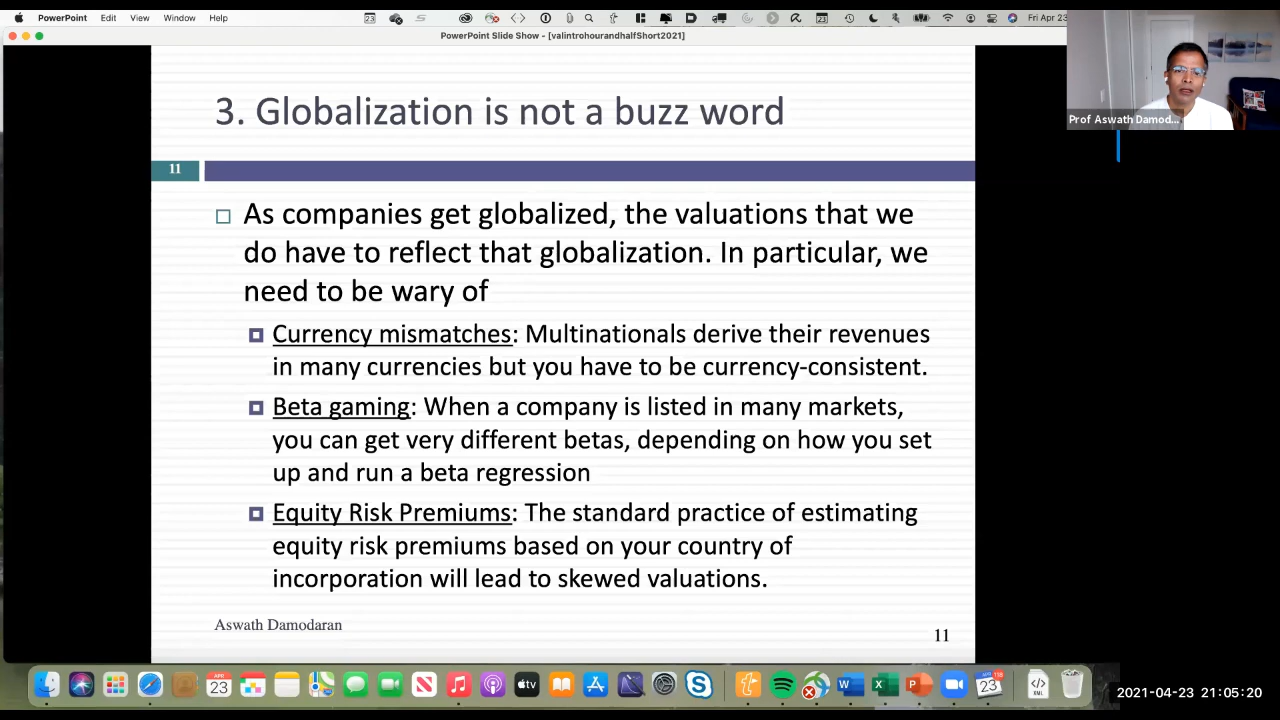 PowerPoint Edit View Window Help 23 Fri Apr 23
PowerPoint Slide Show - [valintrohourandhalfShort2021]
Prof Aswath Damod...
3. Globalization is not a buzz word
11
As companies get globalized, the valuations that we
do have to reflect that globalization. In particular, we
need to be wary of
Currency mismatches: Multinationals derive their revenues
in many currencies but you have to be currency-consistent.
Beta gaming: When a company is listed in many markets,
you can get very different betas, depending on how you set
up and run a beta regression
Equity Risk Premiums: The standard practice of estimating
equity risk premiums based on your country of
incorporation will lead to skewed valuations.
Aswath Damodaran
11
APR
23
tv
23
XML
2021-04-23 21:05:20